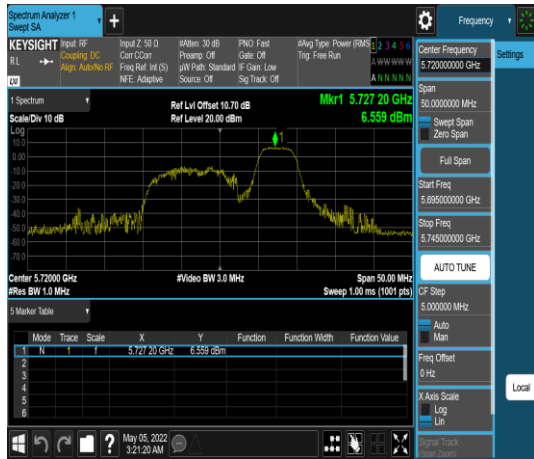 Spectrum Analyzer 1
Swept SA
+
Frequency
KEYSIGHT
Input: RF
Input Z: 50 Ω
#Atten: 30 dB
PNO: Fast
#Avg Type: Power (RMS)
1 2 3 4 5 6
R L
Coupling: DC
Corr CCorr
Preamp: Off
Gate: Off
Trig: Free Run
A WW WWW
Align: Auto/No RF
Freq Ref: Int (S)
µW Path: Standard
IF Gain: Low
NFE: Adaptive
Source: Off
Sig Track: Off
A N N N N N
LXI
Center Frequency
5.720000000 GHz
Settings
Span
50.0000000 MHz
Swept Span
Zero Span
Full Span
Start Freq
5.695000000 GHz
Stop Freq
5.745000000 GHz
AUTO TUNE
CF Step
5.000000 MHz
Auto
Man
Freq Offset
0 Hz
X Axis Scale
Log
Lin
Signal Track
(Span Zoom)
Local
1 Spectrum
Ref Lvl Offset 10.70 dB
Mkr1 5.727 20 GHz
Scale/Div 10 dB
Ref Level 20.00 dBm
6.559 dBm
Log
10.0
0.00
-10.0
-20.0
-30.0
-40.0
-50.0
-60.0
-70.0
1
Center 5.72000 GHz
#Video BW 3.0 MHz
Span 50.00 MHz
#Res BW 1.0 MHz
Sweep 1.00 ms (1001 pts)
5 Marker Table
Mode Trace Scale X Y Function Function Width Function Value
1 N 1 f 5.727 20 GHz 6.559 dBm
2
3
4
5
6
?
May 05, 2022
3:21:20 AM